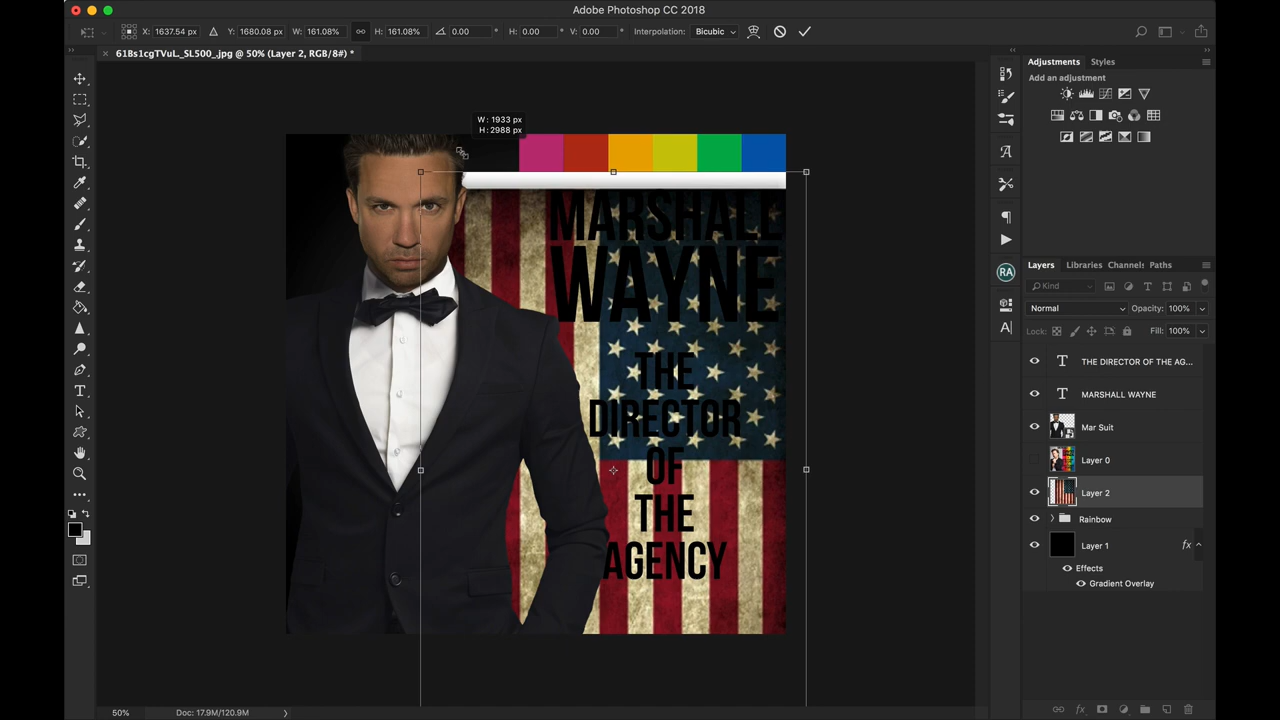 Adobe Photoshop CC 2018
X: 1637.54 px Y: 1680.08 px W: 161.08% H: 161.08% 0.00 ° H: 0.00 ° V: 0.00 ° Interpolation: Bicubic
× 61Bs1cgTVuL._SL500_.jpg @ 50% (Layer 2, RGB/8#) *
Adjustments Styles
Add an adjustment
W: 1933 px
H: 2988 px
MARSHALL
WAYNE
THE
DIRECTOR
OF
THE
AGENCY
RA
Layers Libraries Channels Paths
Kind
Normal Opacity: 100%
Lock: Fill: 100%
THE DIRECTOR OF THE AG...
MARSHALL WAYNE
Mar Suit
Layer 0
Layer 2
Rainbow
Layer 1 fx
Effects
Gradient Overlay
50% Doc: 17.9M/120.9M
fx